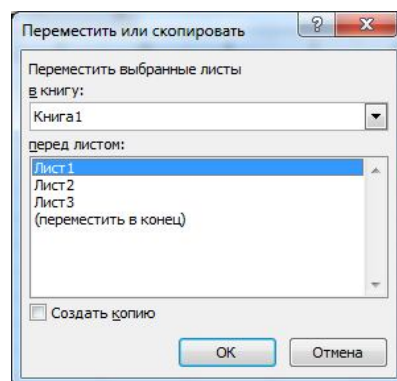 Переместить или скопировать
Переместить выбранные листы
в книгу:
Книга1
перед листом:
Лист1
Лист2
Лист3
(переместить в конец)
Создать копию
ОК
Отмена